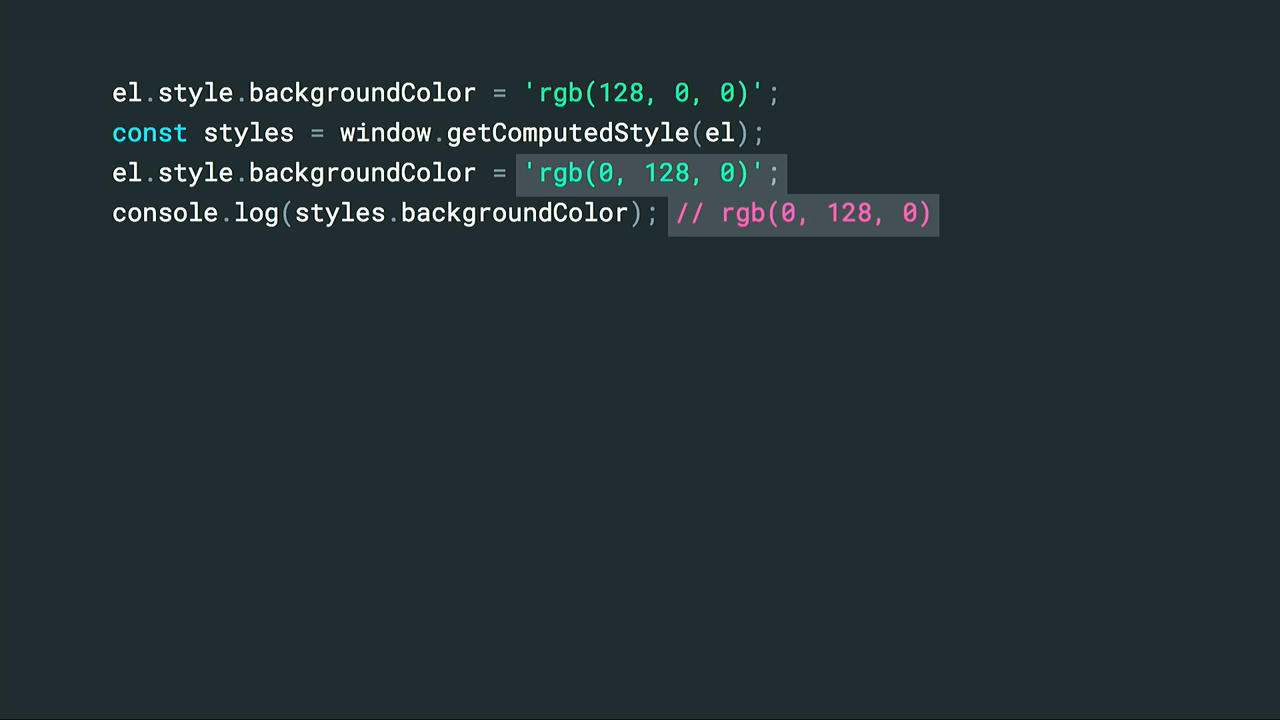 el.style.backgroundColor = 'rgb(128, 0, 0)';
const styles = window.getComputedStyle(el);
el.style.backgroundColor = 'rgb(0, 128, 0)';
console.log(styles.backgroundColor); // rgb(0, 128, 0)